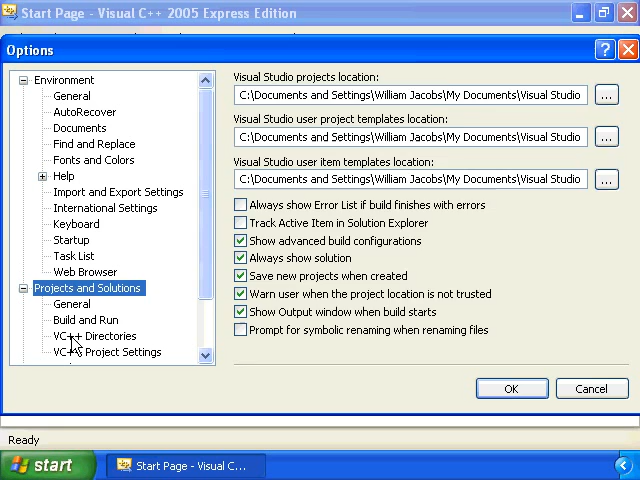 Start Page - Visual C++ 2005 Express Edition
Options
Environment
General
AutoRecover
Documents
Find and Replace
Fonts and Colors
Help
Import and Export Settings
International Settings
Keyboard
Startup
Task List
Web Browser
Projects and Solutions
General
Build and Run
VC++ Directories
VC++ Project Settings
Visual Studio projects location:
C:\Documents and Settings\William Jacobs\My Documents\Visual Studio
...
Visual Studio user project templates location:
C:\Documents and Settings\William Jacobs\My Documents\Visual Studio
...
Visual Studio user item templates location:
C:\Documents and Settings\William Jacobs\My Documents\Visual Studio
...
Always show Error List if build finishes with errors
Track Active Item in Solution Explorer
Show advanced build configurations
Always show solution
Save new projects when created
Warn user when the project location is not trusted
Show Output window when build starts
Prompt for symbolic renaming when renaming files
OK Cancel
Ready
start Start Page - Visual C...